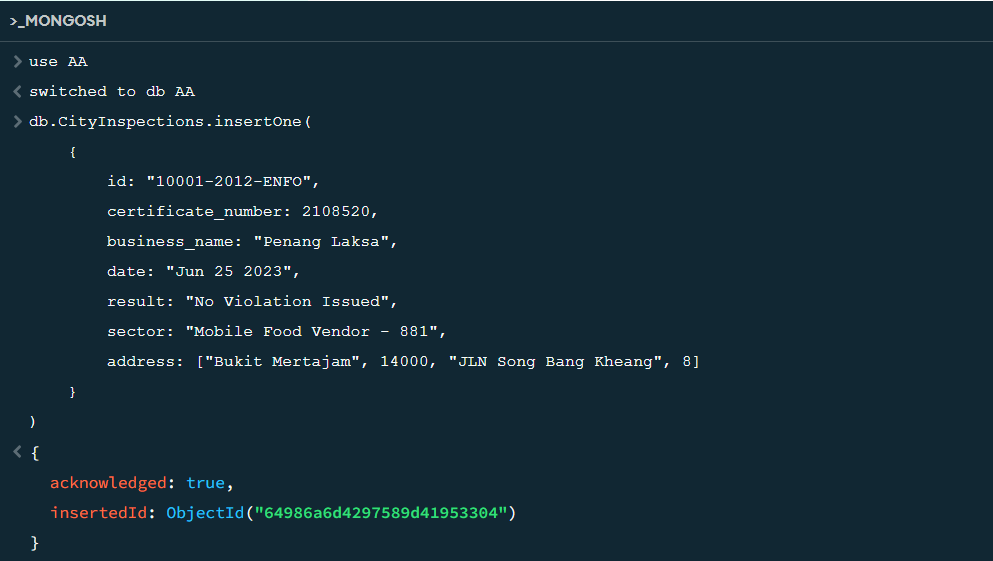 >_MONGOSH
> use AA
< switched to db AA
> db.CityInspections.insertOne(
{
id: "10001-2012-ENFO",
certificate_number: 2108520,
business_name: "Penang Laksa",
date: "Jun 25 2023",
result: "No Violation Issued",
sector: "Mobile Food Vendor - 881",
address: ["Bukit Mertajam", 14000, "JLN Song Bang Kheang", 8]
}
)
< {
acknowledged: true,
insertedId: ObjectId("64986a6d4297589d41953304")
}